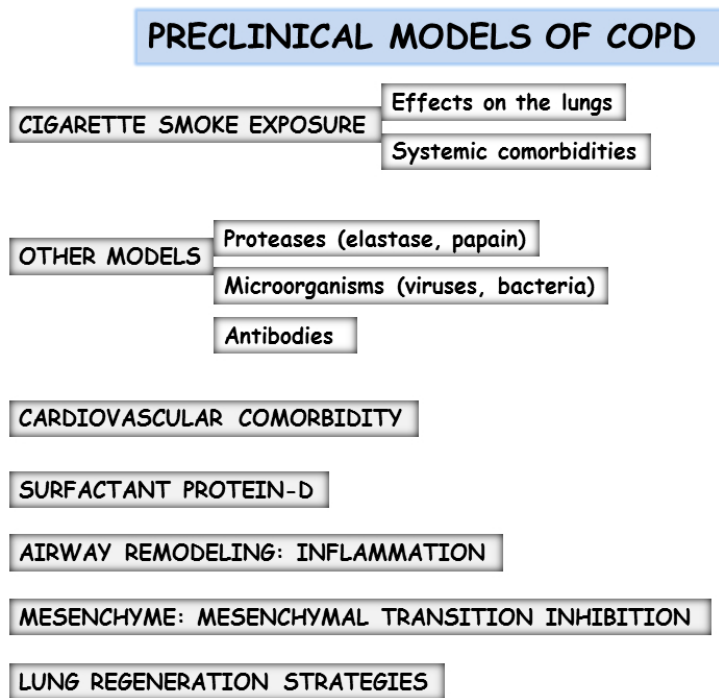 PRECLINICAL MODELS OF COPD
CIGARETTE SMOKE EXPOSURE
Effects on the lungs
Systemic comorbidities
OTHER MODELS
Proteases (elastase, papain)
Microorganisms (viruses, bacteria)
Antibodies
CARDIOVASCULAR COMORBIDITY
SURFACTANT PROTEIN-D
AIRWAY REMODELING: INFLAMMATION
MESENCHYME: MESENCHYMAL TRANSITION INHIBITION
LUNG REGENERATION STRATEGIES